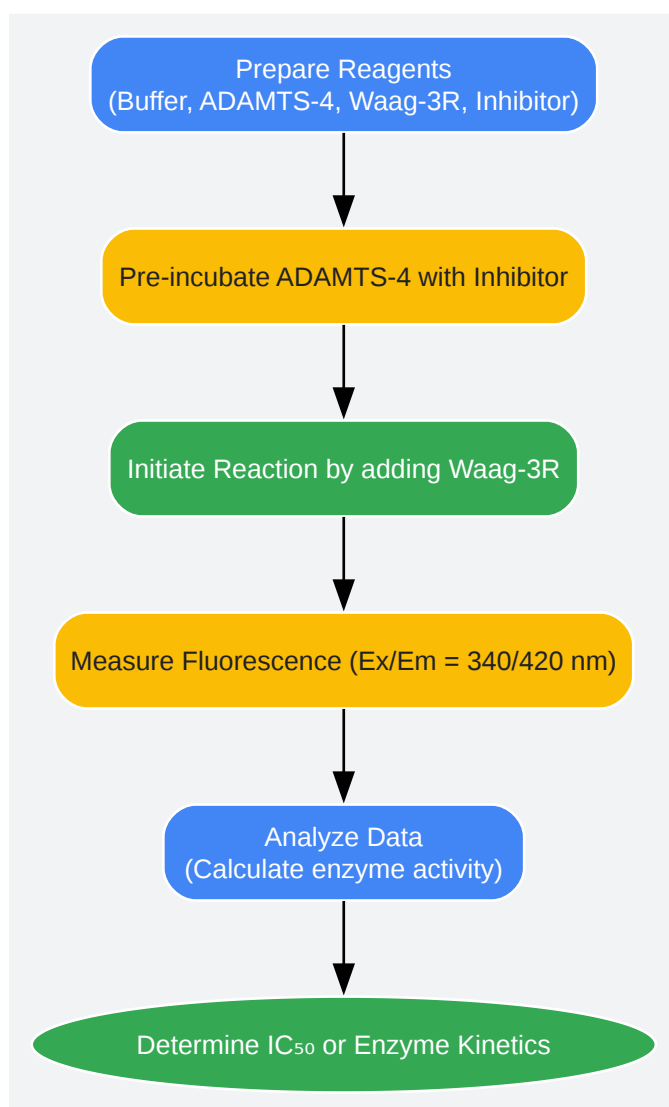 Prepare Reagents
(Buffer, ADAMTS-4, Waag-3R, Inhibitor)
Pre-incubate ADAMTS-4 with Inhibitor
Initiate Reaction by adding Waag-3R
Measure Fluorescence (Ex/Em = 340/420 nm)
Analyze Data
(Calculate enzyme activity)
Determine IC₅₀ or Enzyme Kinetics